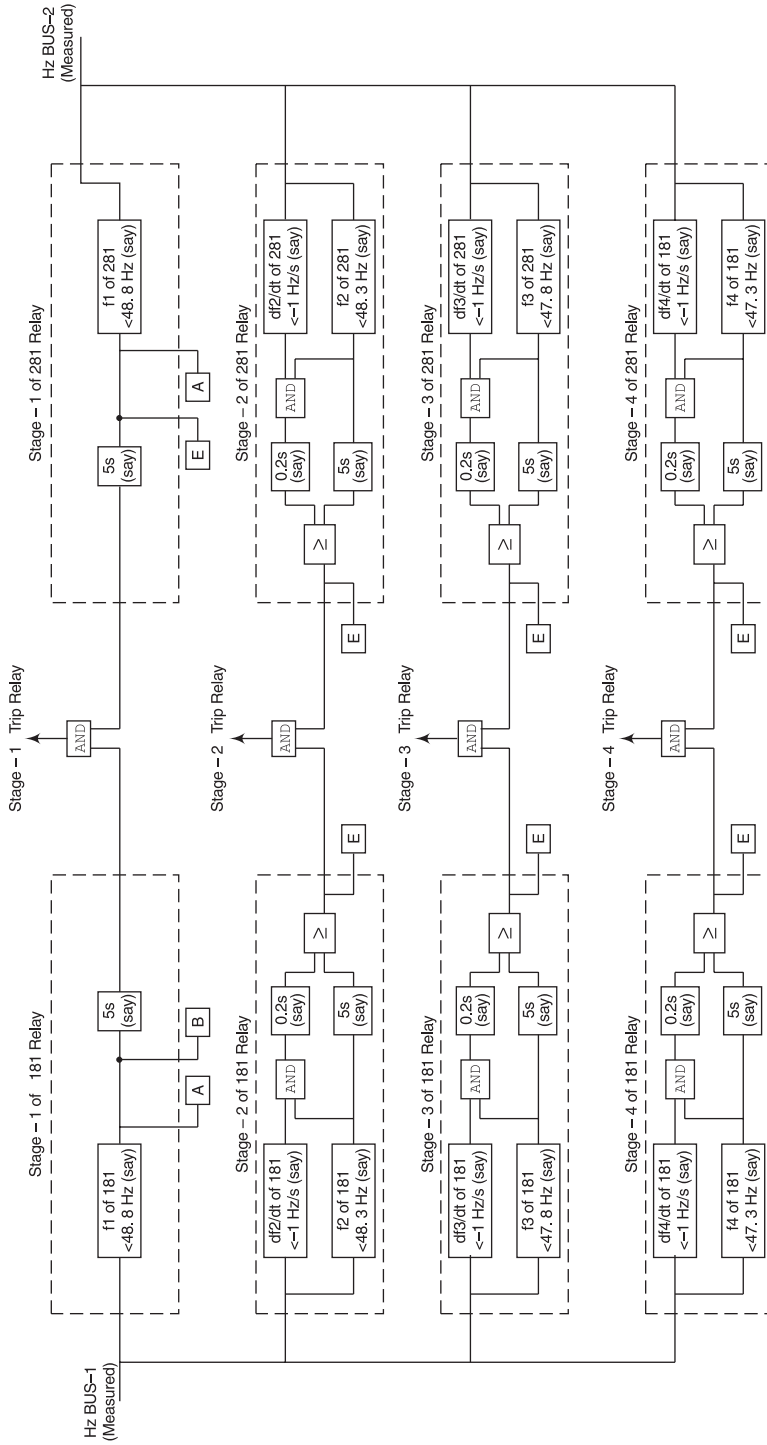 Hz BUS–1
(Measured)
Hz BUS–2
(Measured)
Stage – 1 Trip Relay
Stage – 1 of 181 Relay
Stage – 1 of 281 Relay
AND
f1 of 181
<48. 8 Hz (say)
5s
(say)
5s
(say)
f1 of 281
<48. 8 Hz (say)
A
B
E
A
Stage – 2 Trip Relay
Stage – 2 of 181 Relay
Stage – 2 of 281 Relay
AND
df2/dt of 181
<–1 Hz/s (say)
AND
0.2s
(say)
≥
≥
0.2s
(say)
AND
df2/dt of 281
<–1 Hz/s (say)
f2 of 181
<48. 3 Hz (say)
5s
(say)
E
E
5s
(say)
f2 of 281
<48. 3 Hz (say)
Stage – 3 Trip Relay
Stage – 3 of 181 Relay
Stage – 3 of 281 Relay
AND
df3/dt of 181
<–1 Hz/s (say)
AND
0.2s
(say)
≥
≥
0.2s
(say)
AND
df3/dt of 281
<–1 Hz/s (say)
f3 of 181
<47. 8 Hz (say)
5s
(say)
E
E
5s
(say)
f3 of 281
<47. 8 Hz (say)
Stage – 4 Trip Relay
Stage – 4 of 181 Relay
Stage – 4 of 281 Relay
AND
df4/dt of 181
<–1 Hz/s (say)
AND
0.2s
(say)
≥
≥
0.2s
(say)
AND
df4/dt of 181
<–1 Hz/s (say)
f4 of 181
<47. 3 Hz (say)
5s
(say)
E
E
5s
(say)
f4 of 181
<47. 3 Hz (say)